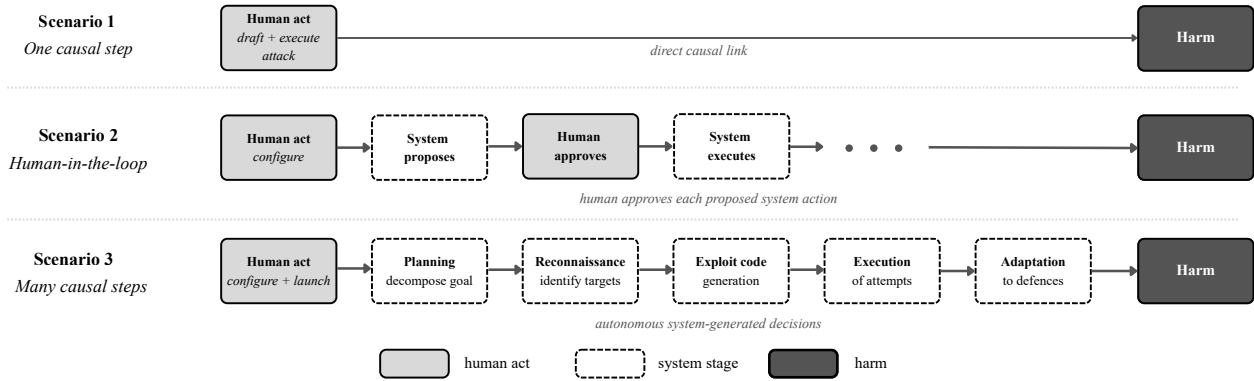 Scenario 1
One causal step
Human act
draft + execute
attack
direct causal link
Harm
Scenario 2
Human-in-the-loop
Human act
configure
System
proposes
Human
approves
System
executes
• • •
Harm
human approves each proposed system action
Scenario 3
Many causal steps
Human act
configure + launch
Planning
decompose goal
Reconnaissance
identify targets
Exploit code
generation
Execution
of attempts
Adaptation
to defences
Harm
autonomous system-generated decisions
human act
system stage
harm